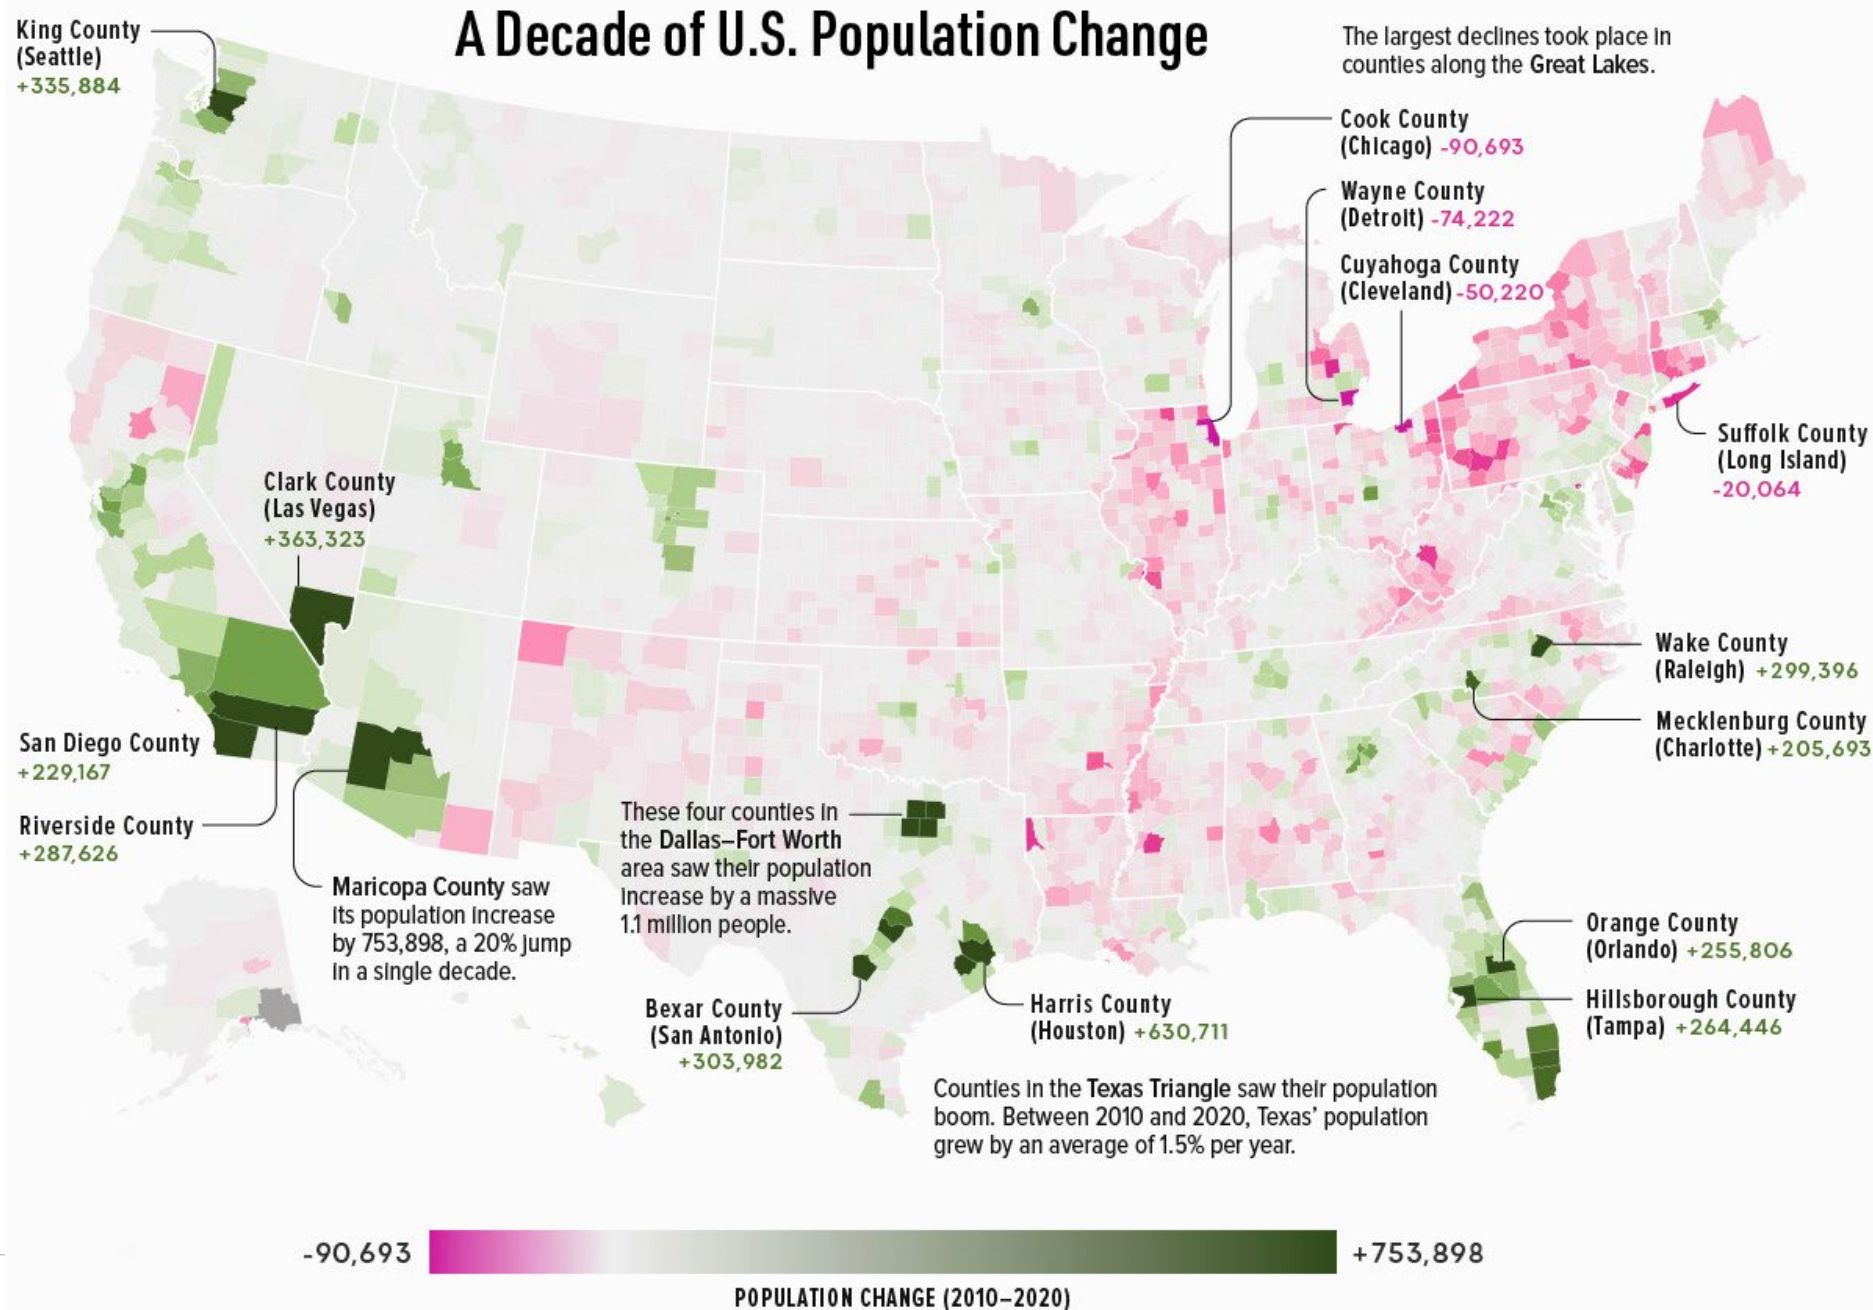 A Decade of U.S. Population Change
King County
(Seattle)
+335,884
The largest declines took place in
counties along the Great Lakes.
Cook County
(Chicago) -90,693
Wayne County
(Detroit) -74,222
Cuyahoga County
(Cleveland) -50,220
Suffolk County
(Long Island)
-20,064
Clark County
(Las Vegas)
+363,323
Wake County
(Raleigh) +299,396
Mecklenburg County
(Charlotte) +205,693
San Diego County
+229,167
Riverside County
+287,626
Maricopa County saw
its population increase
by 753,898, a 20% jump
in a single decade.
These four counties in
the Dallas–Fort Worth
area saw their population
increase by a massive
1.1 million people.
Bexar County
(San Antonio)
+303,982
Harris County
(Houston) +630,711
Orange County
(Orlando) +255,806
Hillsborough County
(Tampa) +264,446
Counties in the Texas Triangle saw their population
boom. Between 2010 and 2020, Texas’ population
grew by an average of 1.5% per year.
-90,693
+753,898
POPULATION CHANGE (2010–2020)